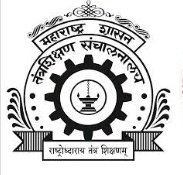 महाराष्ट्र शासन
तंत्रशिक्षण संचालनालय
राष्ट्रोध्दाराय तंत्र शिक्षणम्